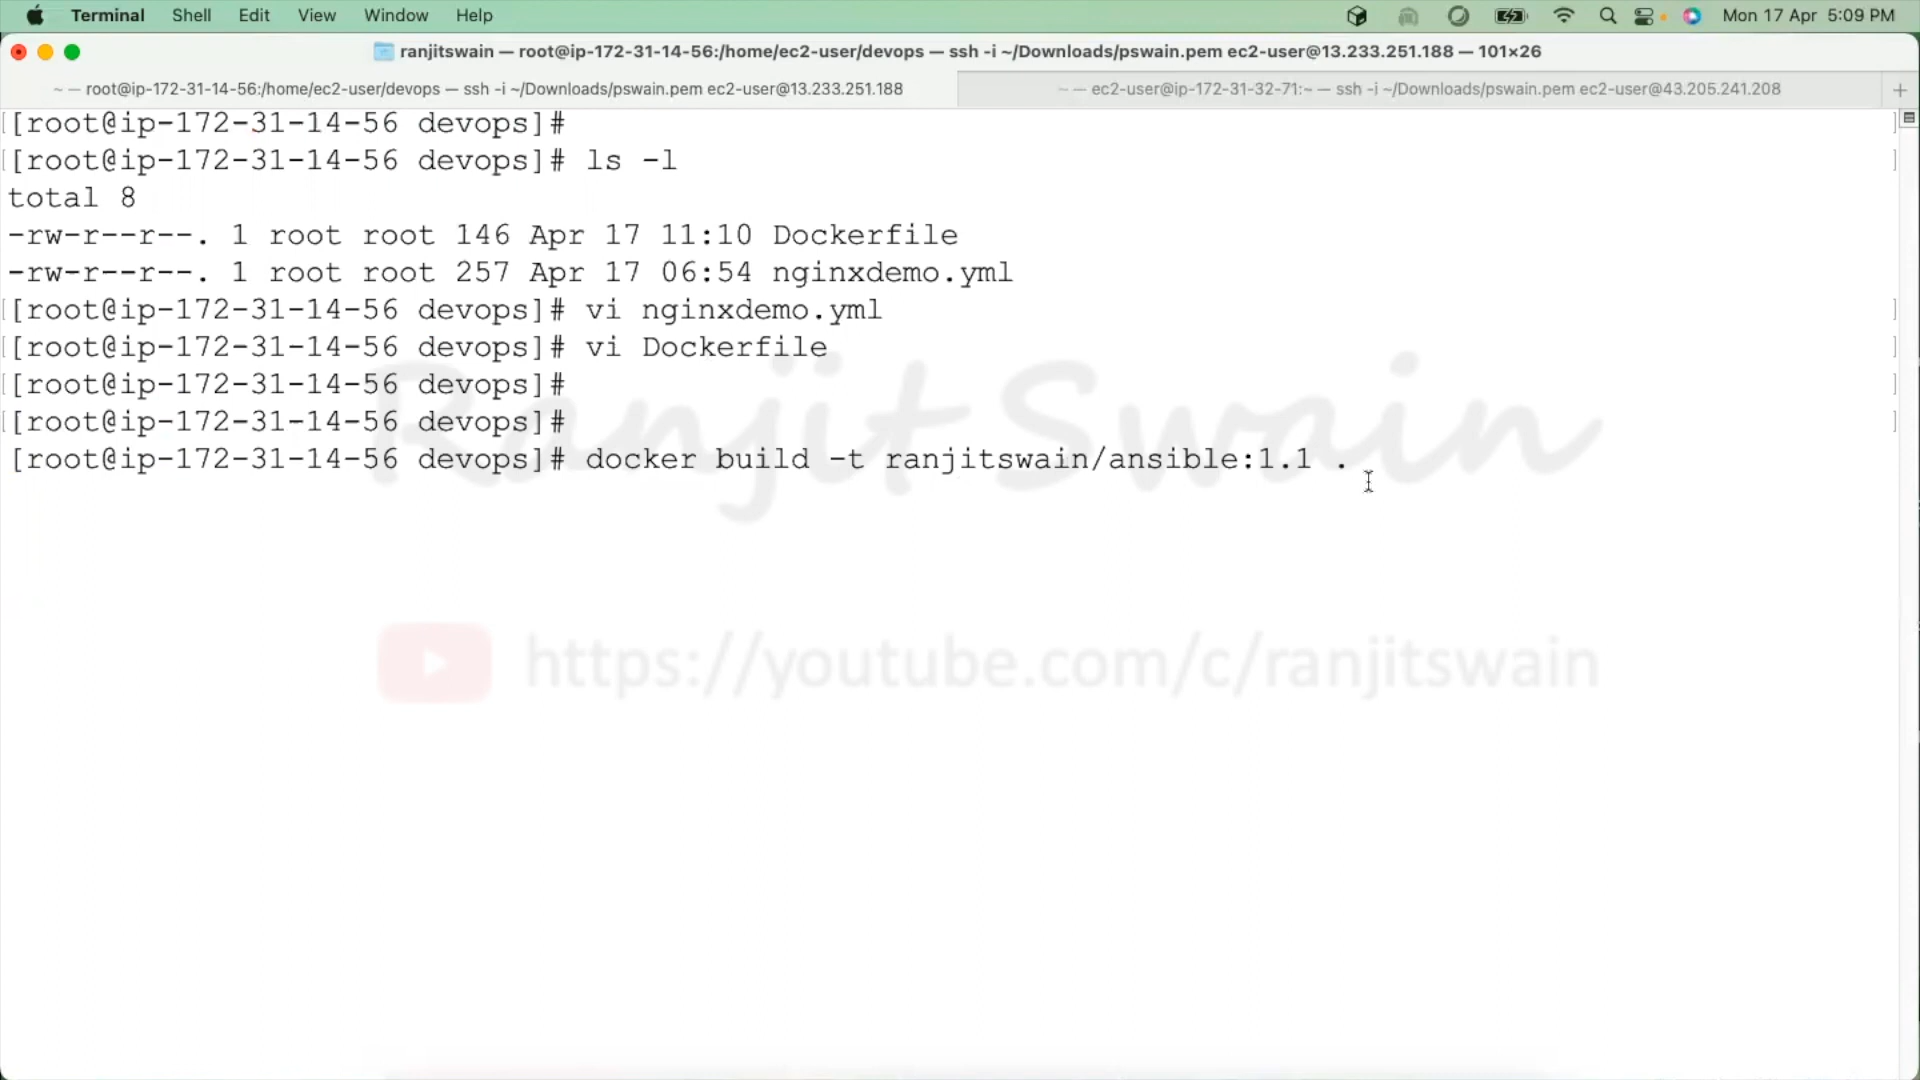 Terminal Shell Edit View Window Help Mon 17 Apr 5:09 PM
ranjitswain — root@ip-172-31-14-56:/home/ec2-user/devops — ssh -i ~/Downloads/pswain.pem ec2-user@13.233.251.188 — 101×26
~ — root@ip-172-31-14-56:/home/ec2-user/devops — ssh -i ~/Downloads/pswain.pem ec2-user@13.233.251.188
~ — ec2-user@ip-172-31-32-71:~ — ssh -i ~/Downloads/pswain.pem ec2-user@43.205.241.208 +
[[root@ip-172-31-14-56 devops]# ]
[[root@ip-172-31-14-56 devops]# ls -l ]
total 8
-rw-r--r--. 1 root root 146 Apr 17 11:10 Dockerfile
-rw-r--r--. 1 root root 257 Apr 17 06:54 nginxdemo.yml
[[root@ip-172-31-14-56 devops]# vi nginxdemo.yml ]
[[root@ip-172-31-14-56 devops]# vi Dockerfile ]
[[root@ip-172-31-14-56 devops]# ]
[[root@ip-172-31-14-56 devops]# ]
[root@ip-172-31-14-56 devops]# docker build -t ranjitswain/ansible:1.1 .
Ranjit Swain
https://youtube.com/c/ranjitswain